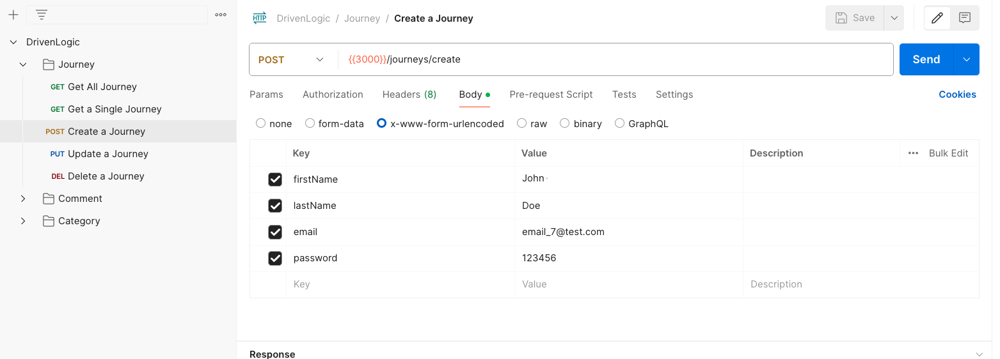 DrivenLogic
Journey
GET Get All Journey
GET Get a Single Journey
POST Create a Journey
PUT Update a Journey
DEL Delete a Journey
Comment
Category
HTTP DrivenLogic / Journey / Create a Journey Save
POST {{3000}}/journeys/create Send
Params Authorization Headers (8) Body Pre-request Script Tests Settings Cookies
none form-data x-www-form-urlencoded raw binary GraphQL
Key Value Description Bulk Edit
firstName John
lastName Doe
email email_7@test.com
password 123456
Key Value Description
Response